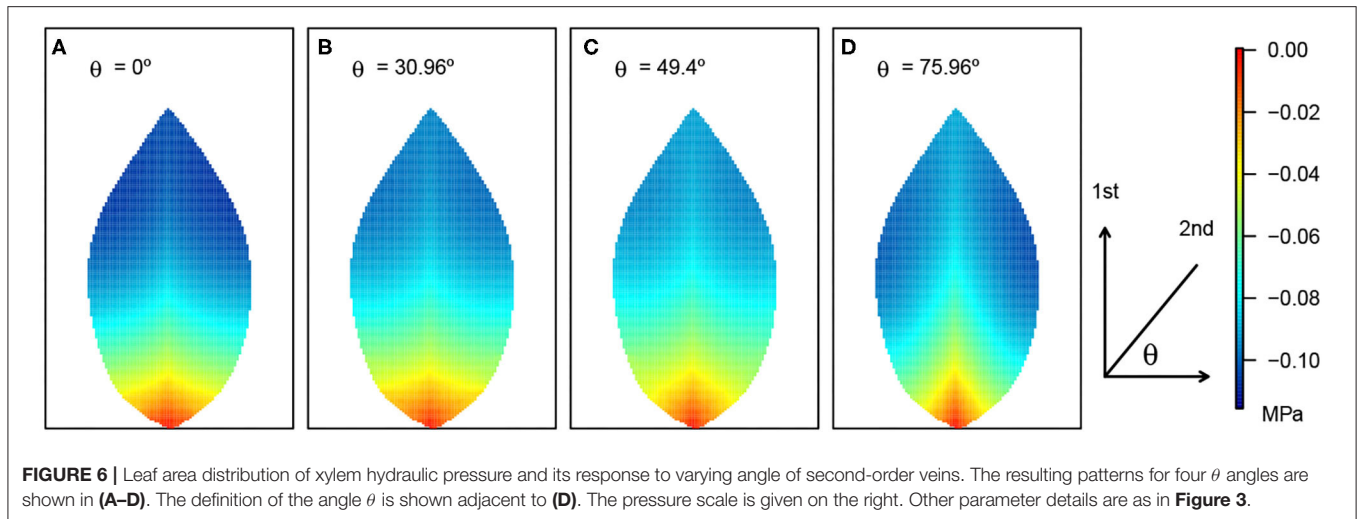 A
θ = 0º
B
θ = 30.96º
C
θ = 49.4º
D
θ = 75.96º
1st
2nd
θ
0.00
−0.02
−0.04
−0.06
−0.08
−0.10
MPa
FIGURE 6 | Leaf area distribution of xylem hydraulic pressure and its response to varying angle of second-order veins. The resulting patterns for four θ angles are
shown in (A–D). The definition of the angle θ is shown adjacent to (D). The pressure scale is given on the right. Other parameter details are as in Figure 3.